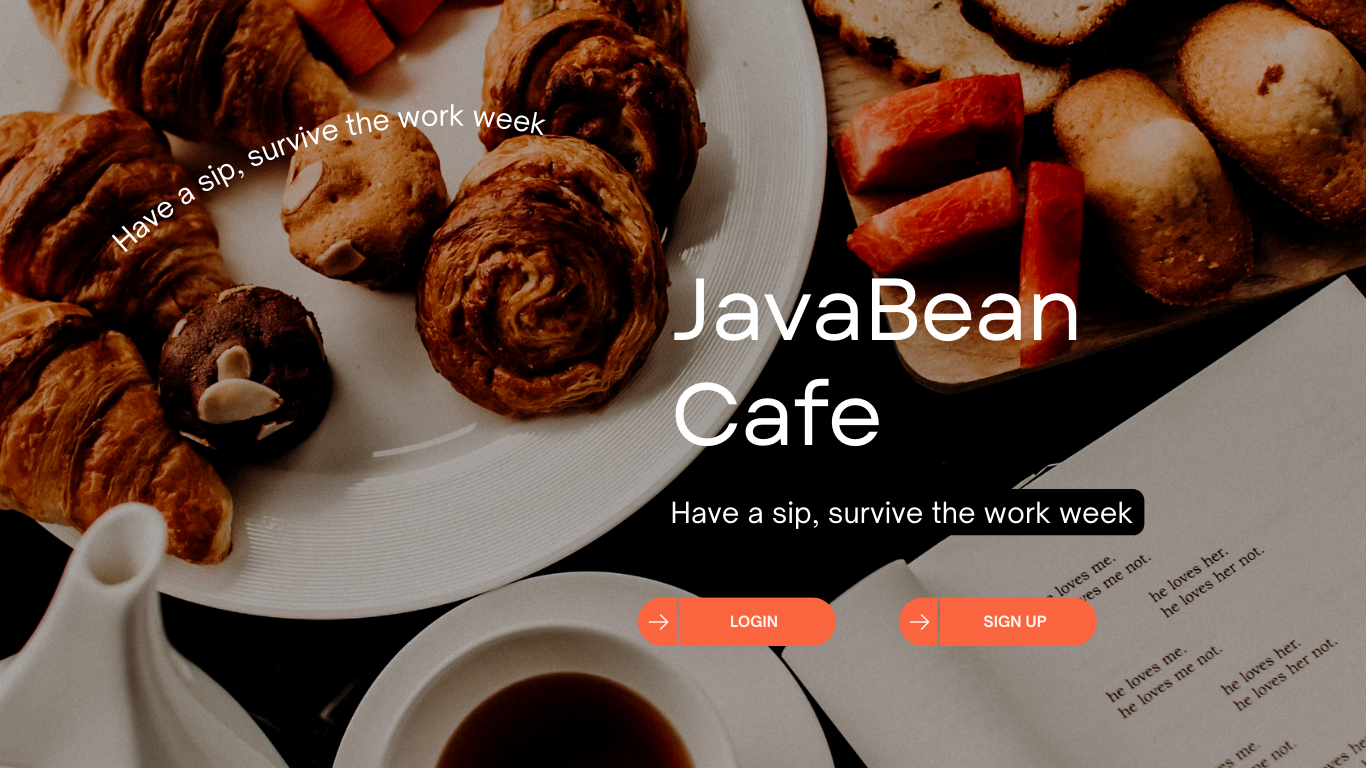 Have a sip, survive the work week
JavaBean
Cafe
Have a sip, survive the work week
LOGIN
SIGN UP
loves me.
loves me not.
he loves her.
he loves her not.
he loves me.
he loves me not.
he loves her.
he loves her not.
me.
not.